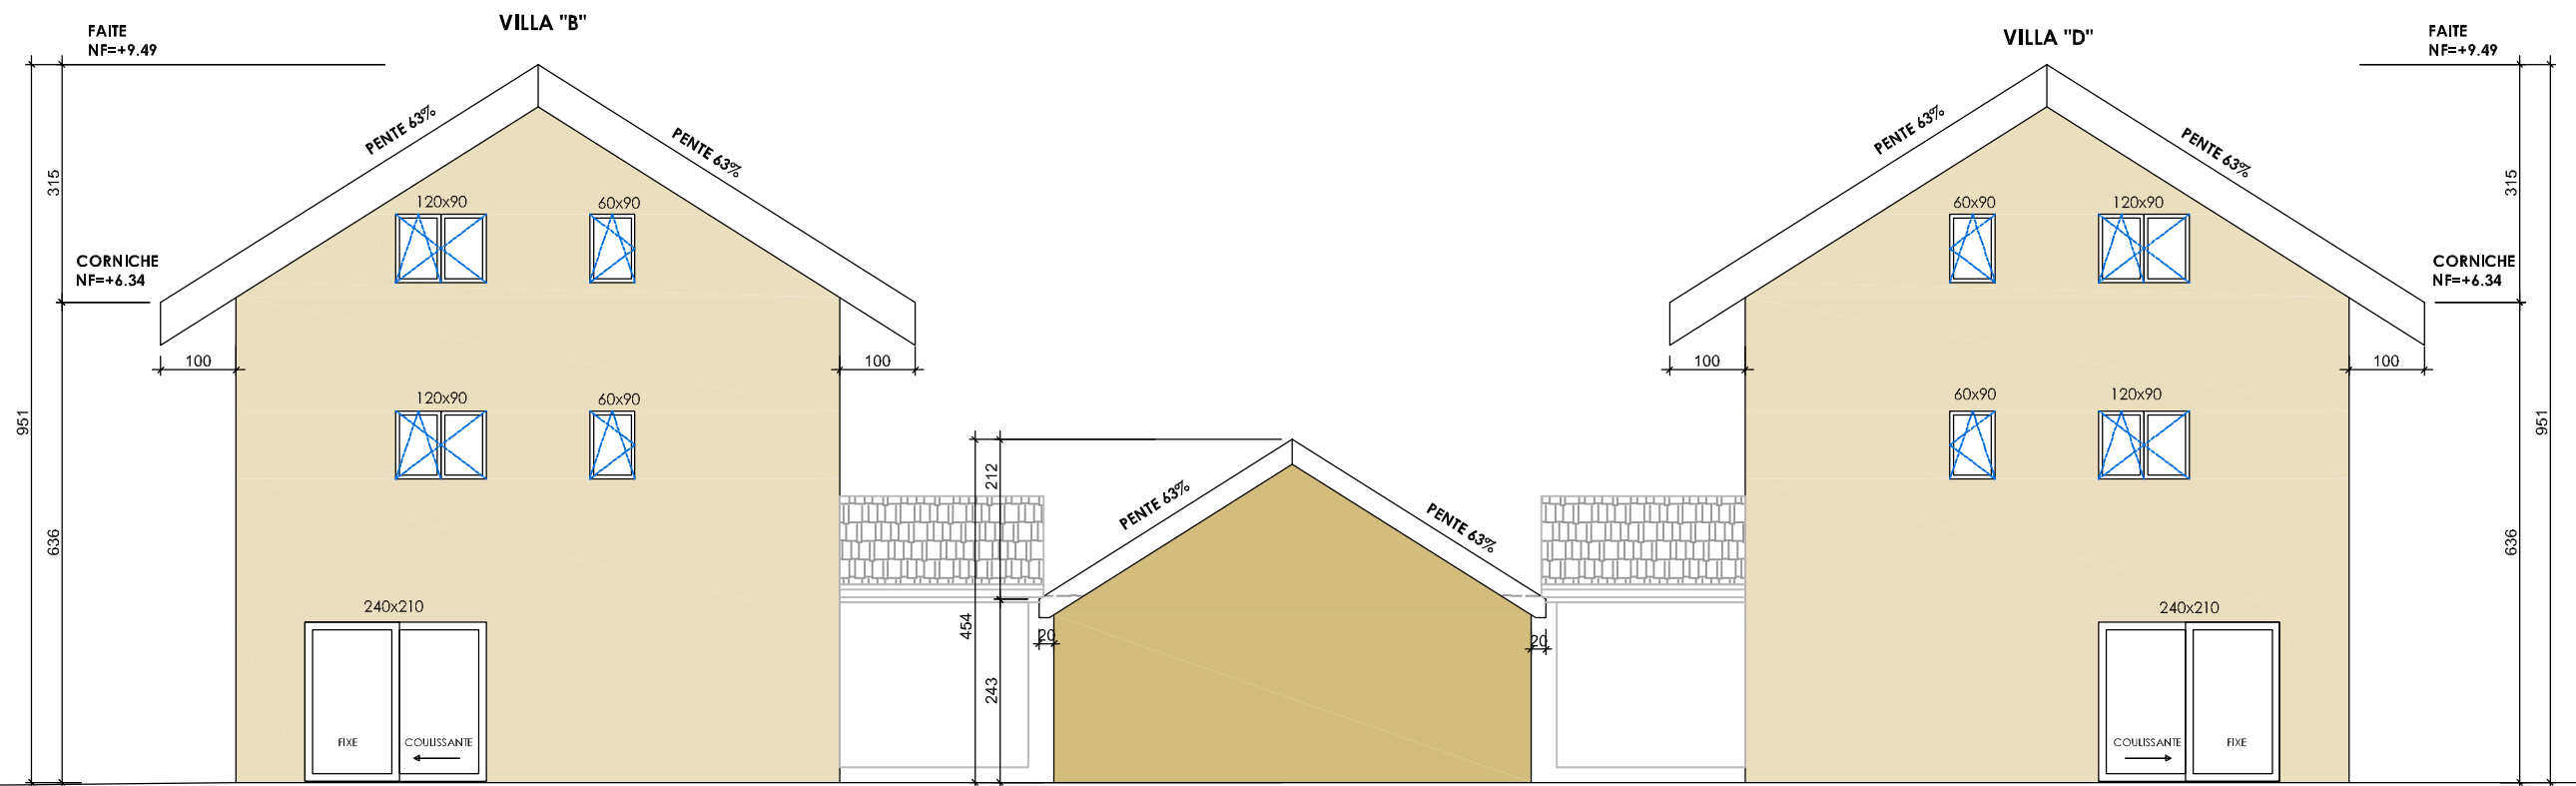 VILLA "B"
FAITE
NF=+9.49
PENTE 63%
PENTE 63%
315
120x90
60x90
CORNICHE
NF=+6.34
100
100
951
120x90
60x90
636
240x210
FIXE
COULISSANTE
212
454
243
PENTE 63%
PENTE 63%
20
20
VILLA "D"
FAITE
NF=+9.49
PENTE 63%
PENTE 63%
315
60x90
120x90
CORNICHE
NF=+6.34
100
100
951
60x90
120x90
636
240x210
COULISSANTE
FIXE